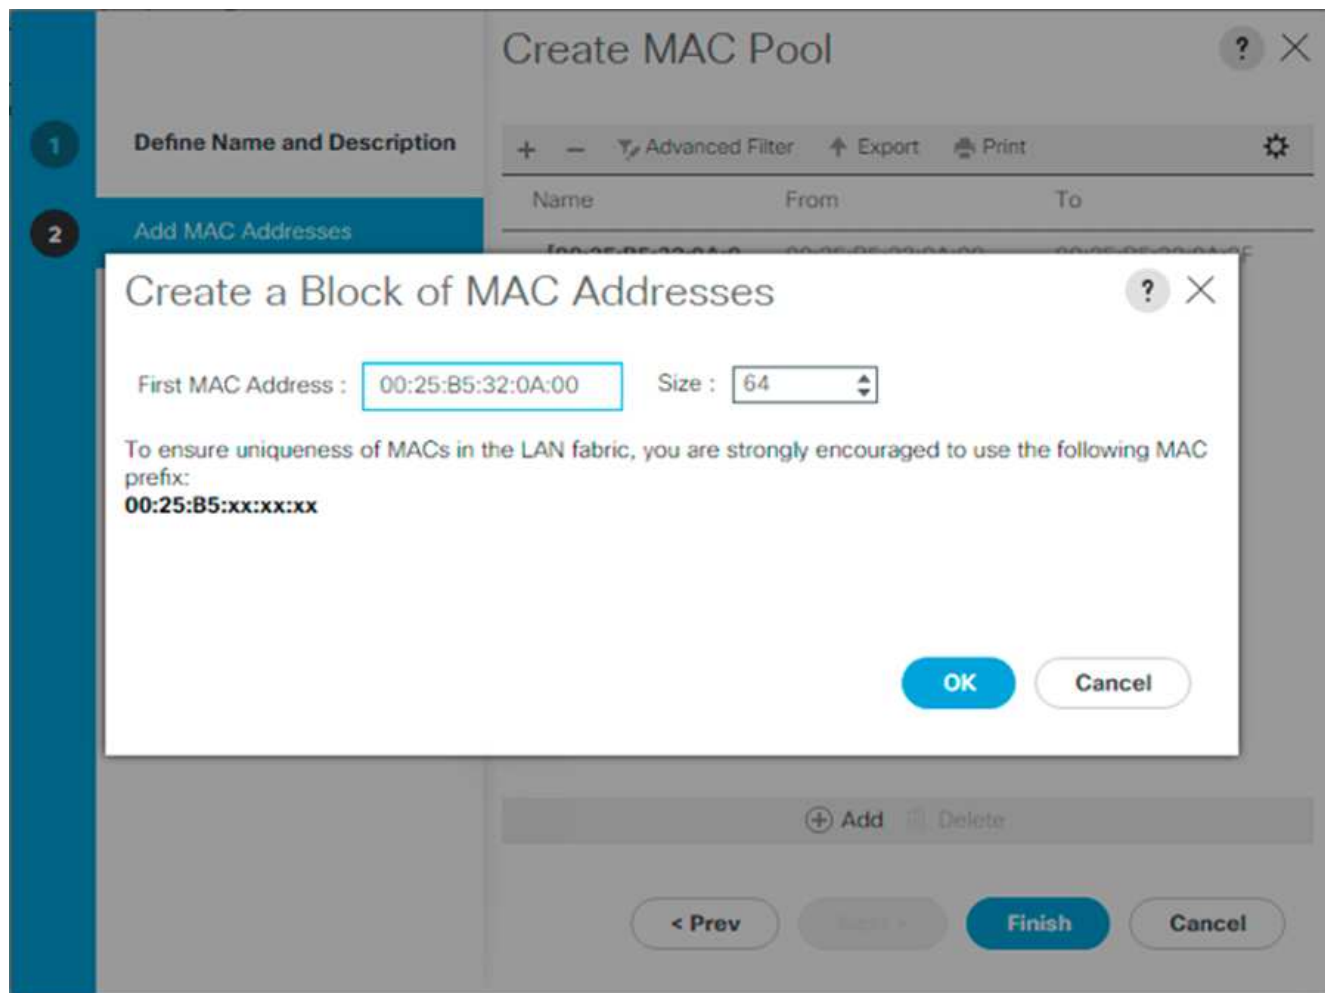 Create MAC Pool
?
1 Define Name and Description
+ − Advanced Filter Export Print
Name From To
2 Add MAC Addresses
Create a Block of MAC Addresses
?
First MAC Address : 00:25:B5:32:0A:00 Size : 64
To ensure uniqueness of MACs in the LAN fabric, you are strongly encouraged to use the following MAC
prefix:
00:25:B5:xx:xx:xx
OK Cancel
Add Delete
< Prev Finish Cancel